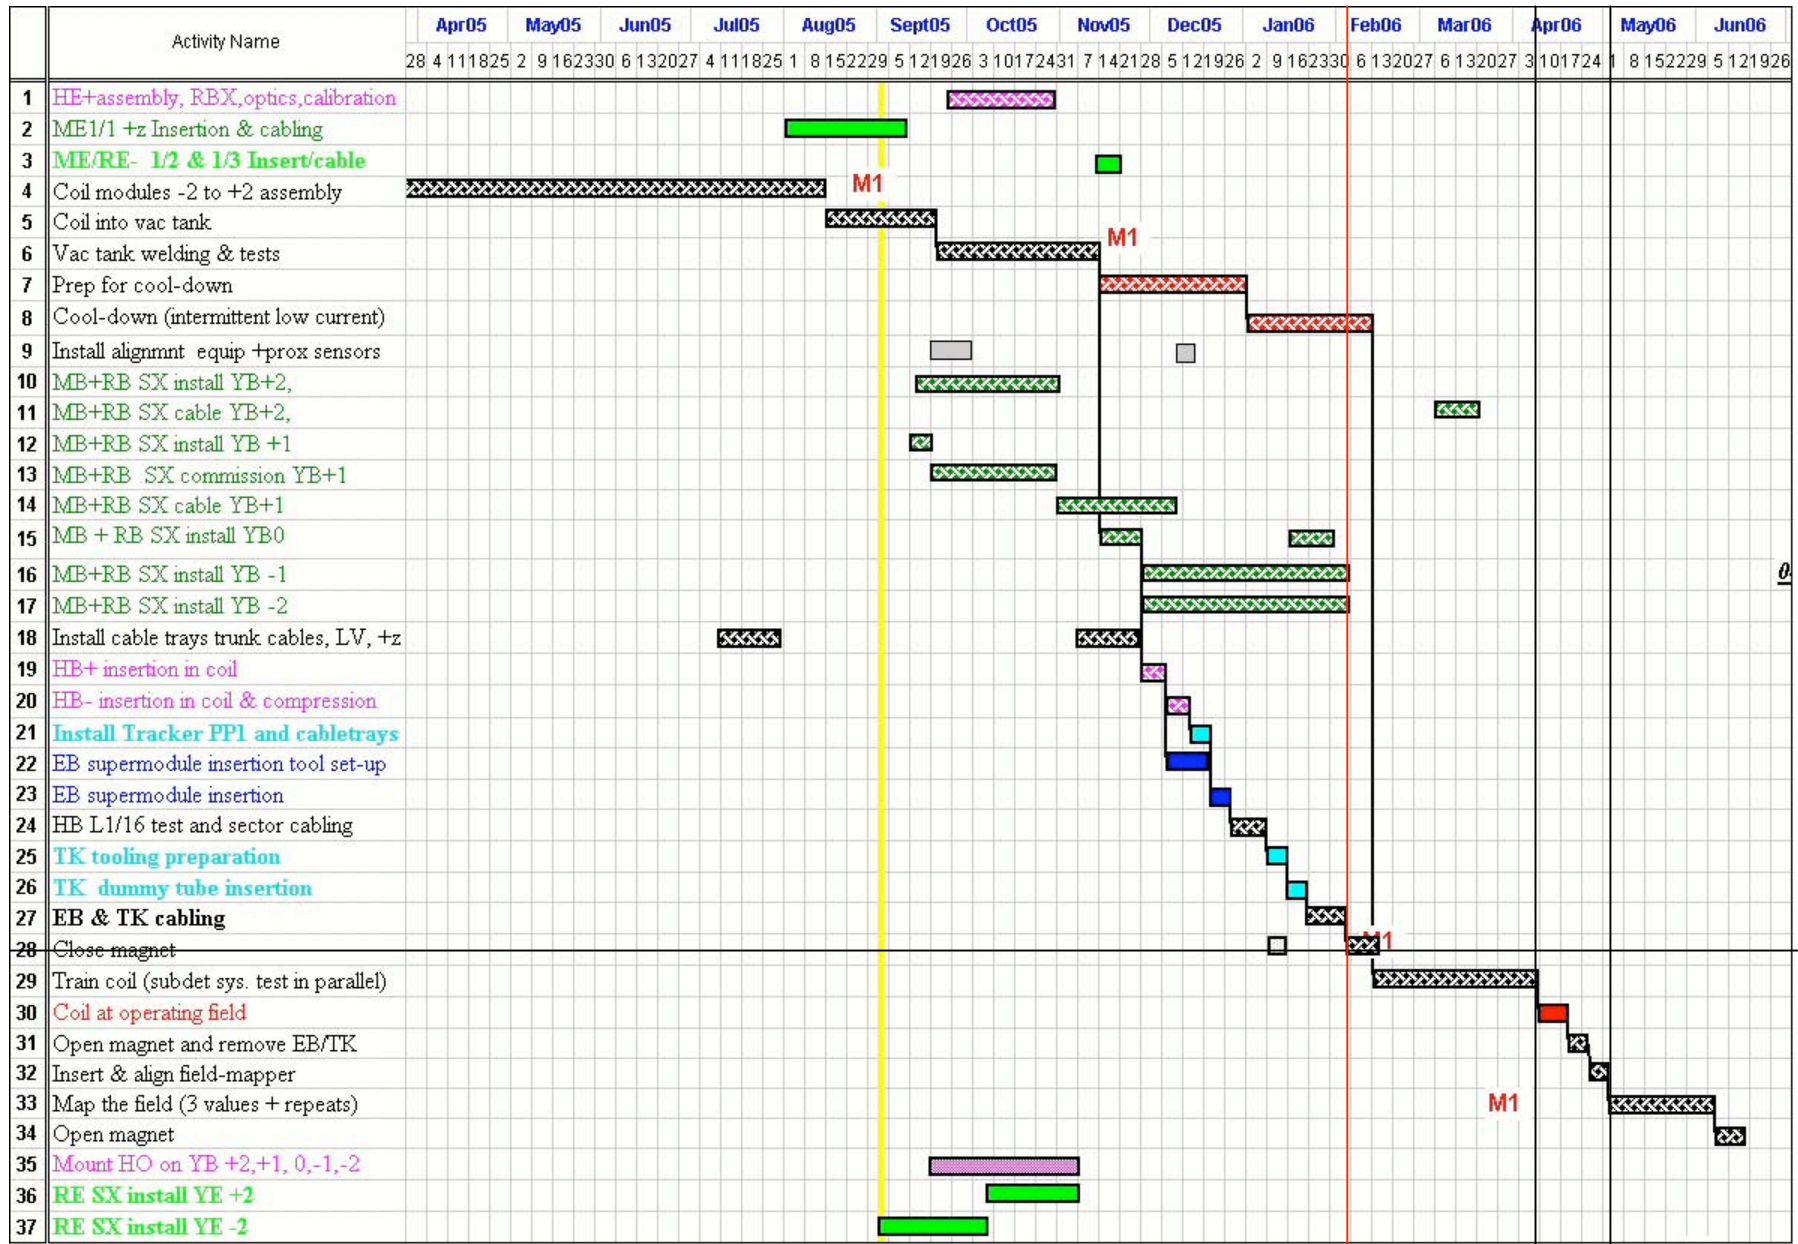 Activity Name
Apr05 May05 Jun05 Jul05 Aug05 Sept05 Oct05 Nov05 Dec05 Jan06 Feb06 Mar06 Apr06 May06 Jun06
28 4 11 18 25 2 9 16 23 30 6 13 20 27 4 11 18 25 1 8 15 22 29 5 12 19 26 3 10 17 24 31 7 14 21 28 5 12 19 26 2 9 16 23 30 6 13 20 27 6 13 20 27 3 10 17 24 1 8 15 22 29 5 12 19 26
1 HE+assembly, RBX,optics,calibration
2 ME1/1 +z Insertion & cabling
3 ME/RE- 1/2 & 1/3 Insert/cable
4 Coil modules -2 to +2 assembly M1
5 Coil into vac tank
M1
6 Vac tank welding & tests
7 Prep for cool-down
8 Cool-down (intermittent low current)
9 Install alignmnt equip +prox sensors
10 MB+RB SX install YB+2,
11 MB+RB SX cable YB+2,
12 MB+RB SX install YB +1
13 MB+RB SX commission YB+1
14 MB+RB SX cable YB+1
15 MB + RB SX install YB0
16 MB+RB SX install YB -1
17 MB+RB SX install YB -2
18 Install cable trays trunk cables, LV, +z
19 HB+ insertion in coil
20 HB- insertion in coil & compression
21 Install Tracker PP1 and cabletrays
22 EB supermodule insertion tool set-up
23 EB supermodule insertion
24 HB L1/16 test and sector cabling
25 TK tooling preparation
26 TK dummy tube insertion
27 EB & TK cabling
28 Close magnet M1
29 Train coil (subdet sys. test in parallel)
30 Coil at operating field
31 Open magnet and remove EB/TK
32 Insert & align field-mapper
33 Map the field (3 values + repeats) M1
34 Open magnet
35 Mount HO on YB +2,+1, 0,-1,-2
36 RE SX install YE +2
37 RE SX install YE -2